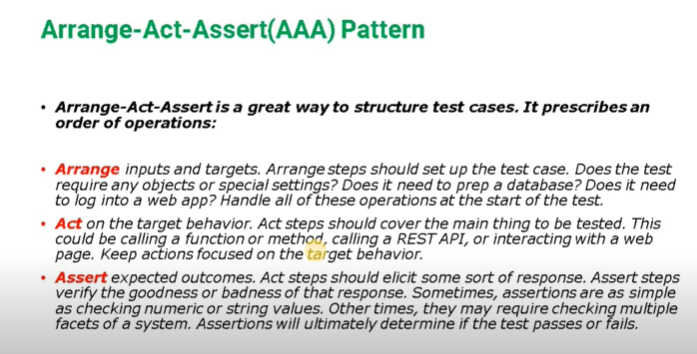 Arrange-Act-Assert(AAA) Pattern
• Arrange-Act-Assert is a great way to structure test cases. It prescribes an
order of operations:
• Arrange inputs and targets. Arrange steps should set up the test case. Does the test
require any objects or special settings? Does it need to prep a database? Does it need
to log into a web app? Handle all of these operations at the start of the test.
• Act on the target behavior. Act steps should cover the main thing to be tested. This
could be calling a function or method, calling a REST API, or interacting with a web
page. Keep actions focused on the target behavior.
• Assert expected outcomes. Act steps should elicit some sort of response. Assert steps
verify the goodness or badness of that response. Sometimes, assertions are as simple
as checking numeric or string values. Other times, they may require checking multiple
facets of a system. Assertions will ultimately determine if the test passes or fails.